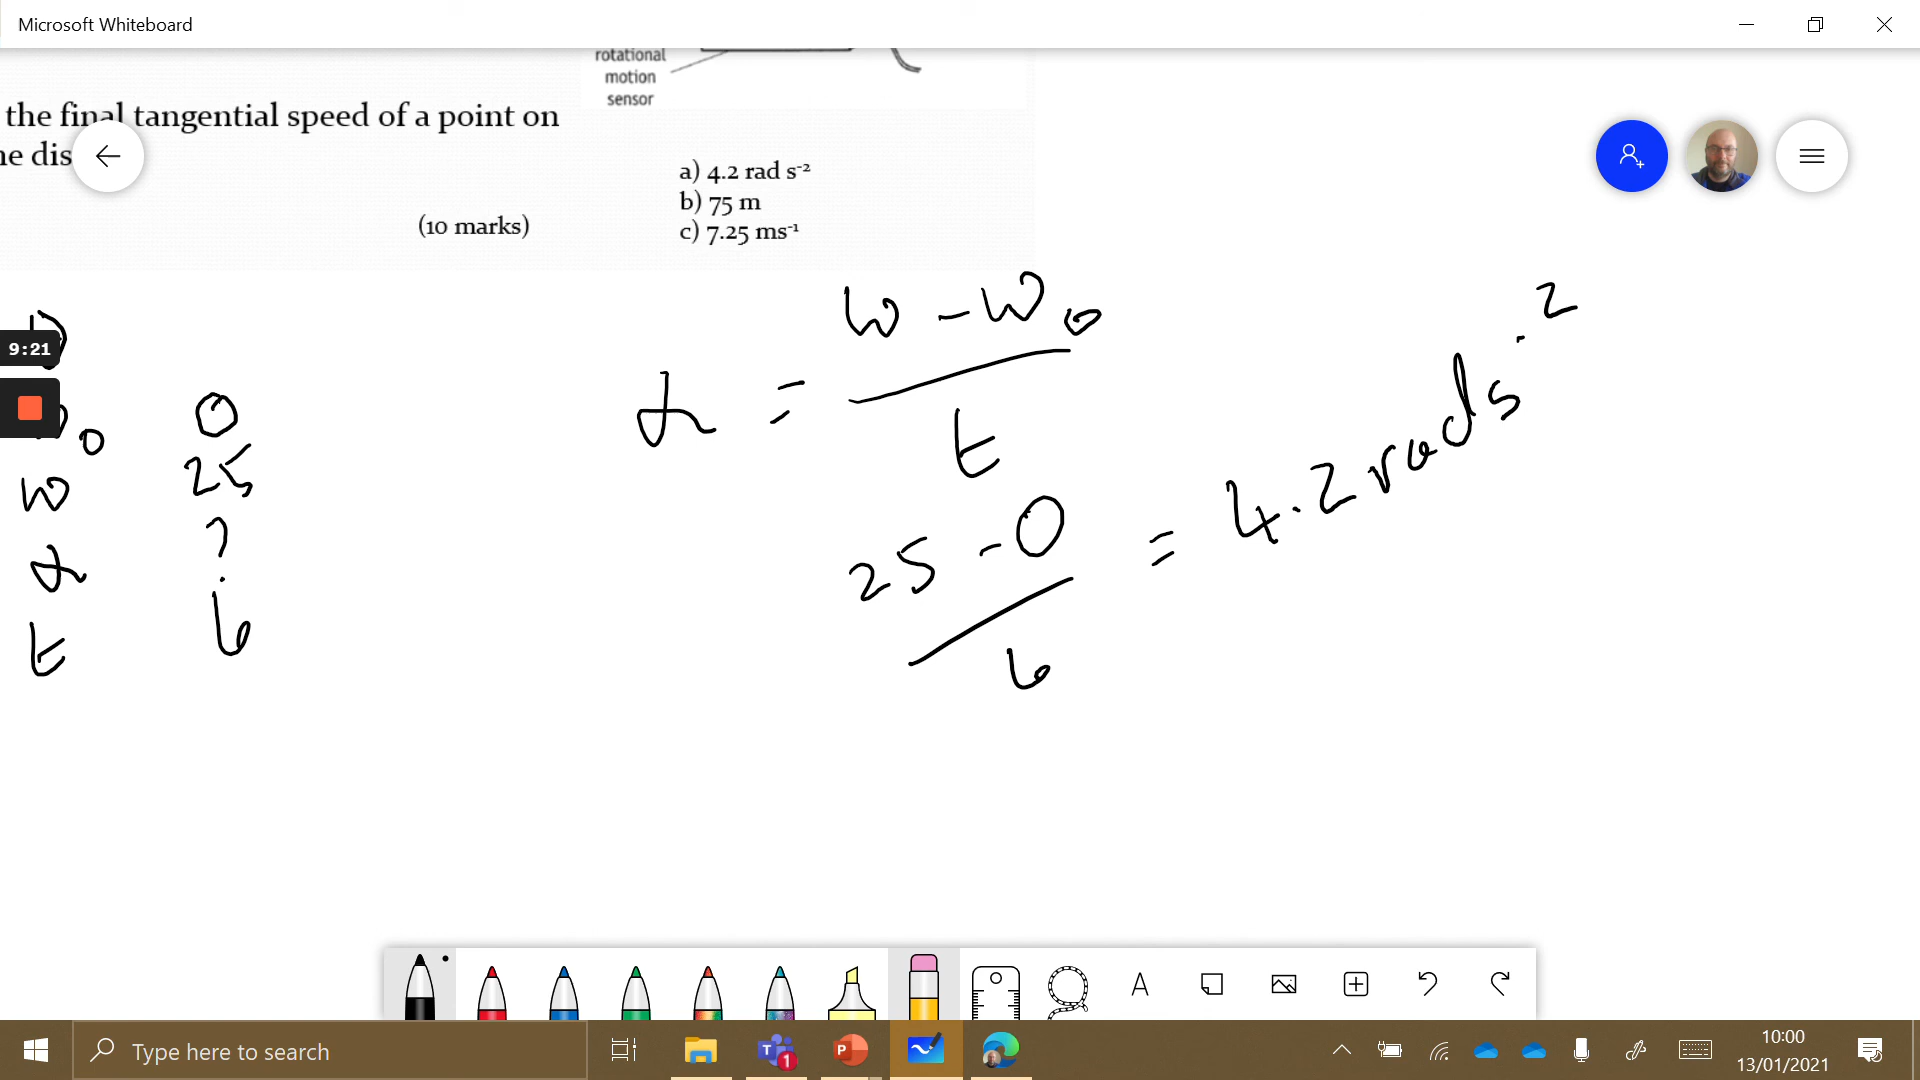 Microsoft Whiteboard
rotational
motion
sensor
the final tangential speed of a point on
he dis
(10 marks)
a) 4.2 rad s⁻²
b) 75 m
c) 7.25 ms⁻¹
9:21
ω₀ 0
ω 25
α ?
t 6
α = ω - ω₀ / t
25 - 0 / 6 = 4.2 rads⁻²
A
1
P
Type here to search
10:00
13/01/2021